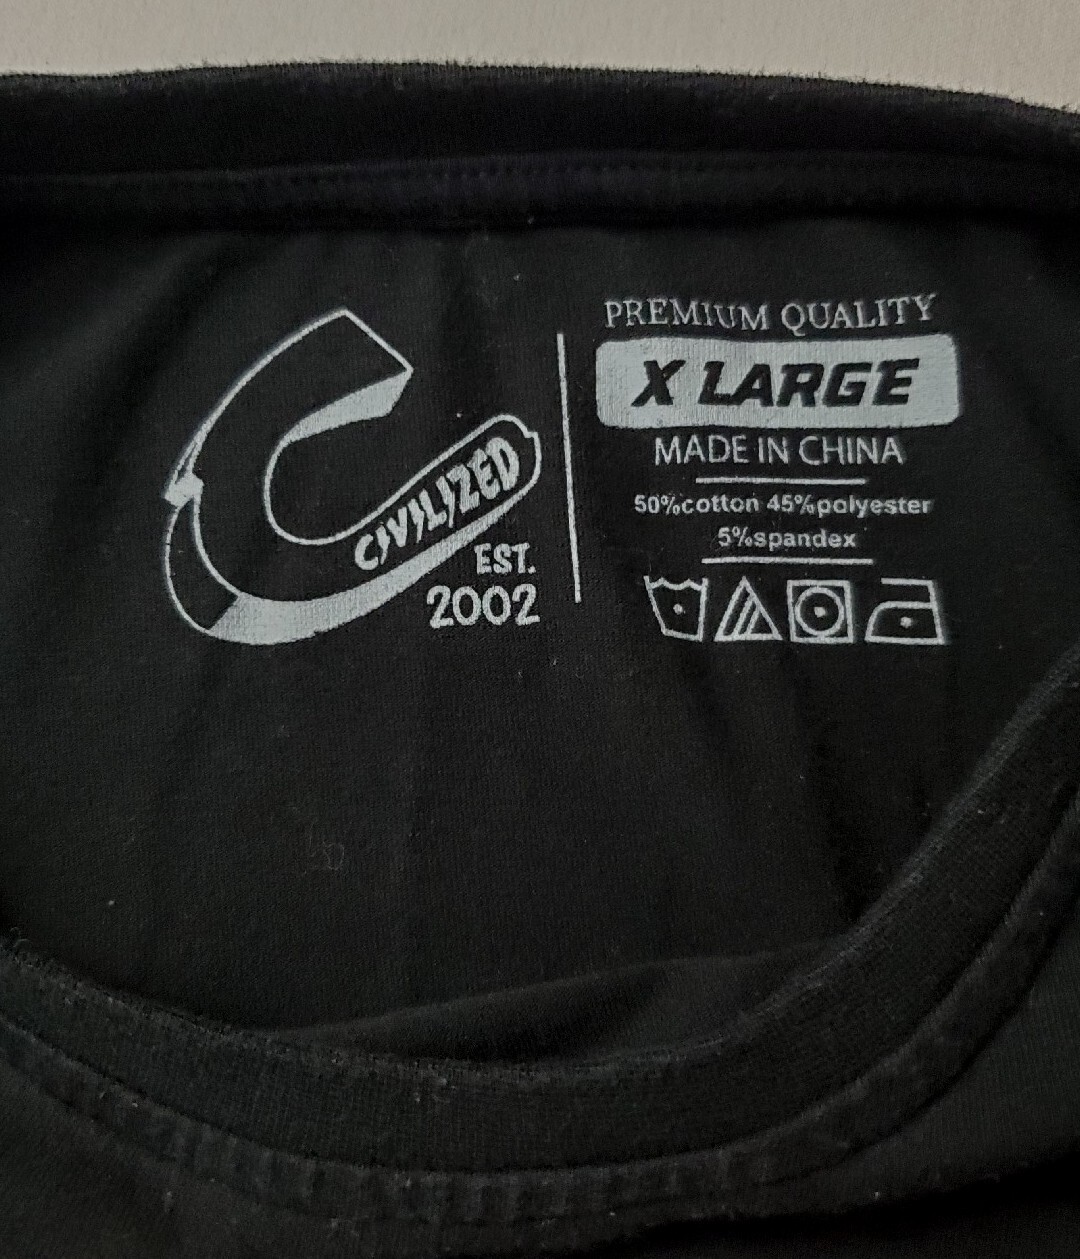 CIVILIZED
EST.
2002
PREMIUM QUALITY
X LARGE
MADE IN CHINA
50%cotton 45%polyester
5%spandex